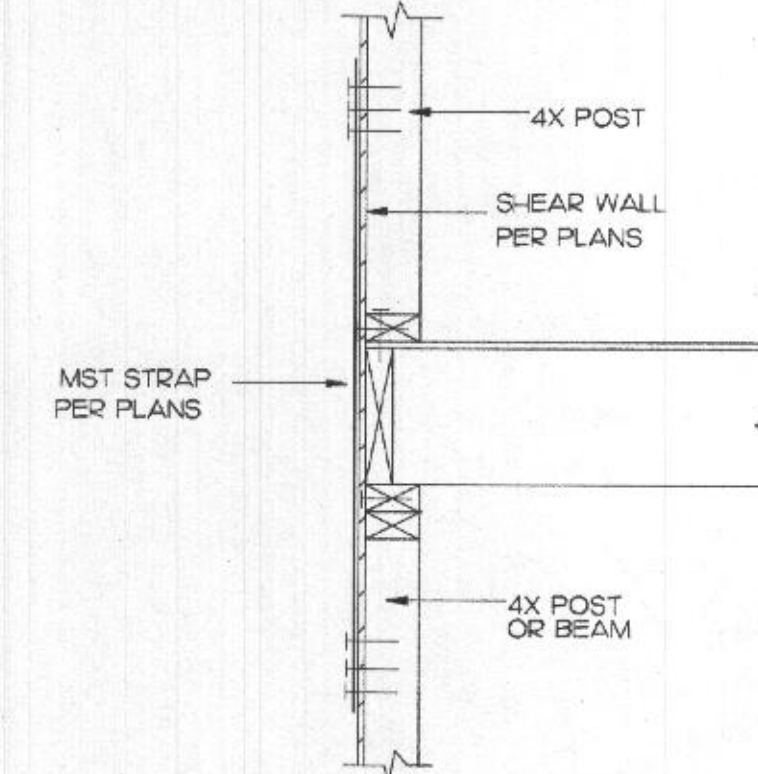 4X POST
SHEAR WALL
PER PLANS
MST STRAP
PER PLANS
4X POST
OR BEAM